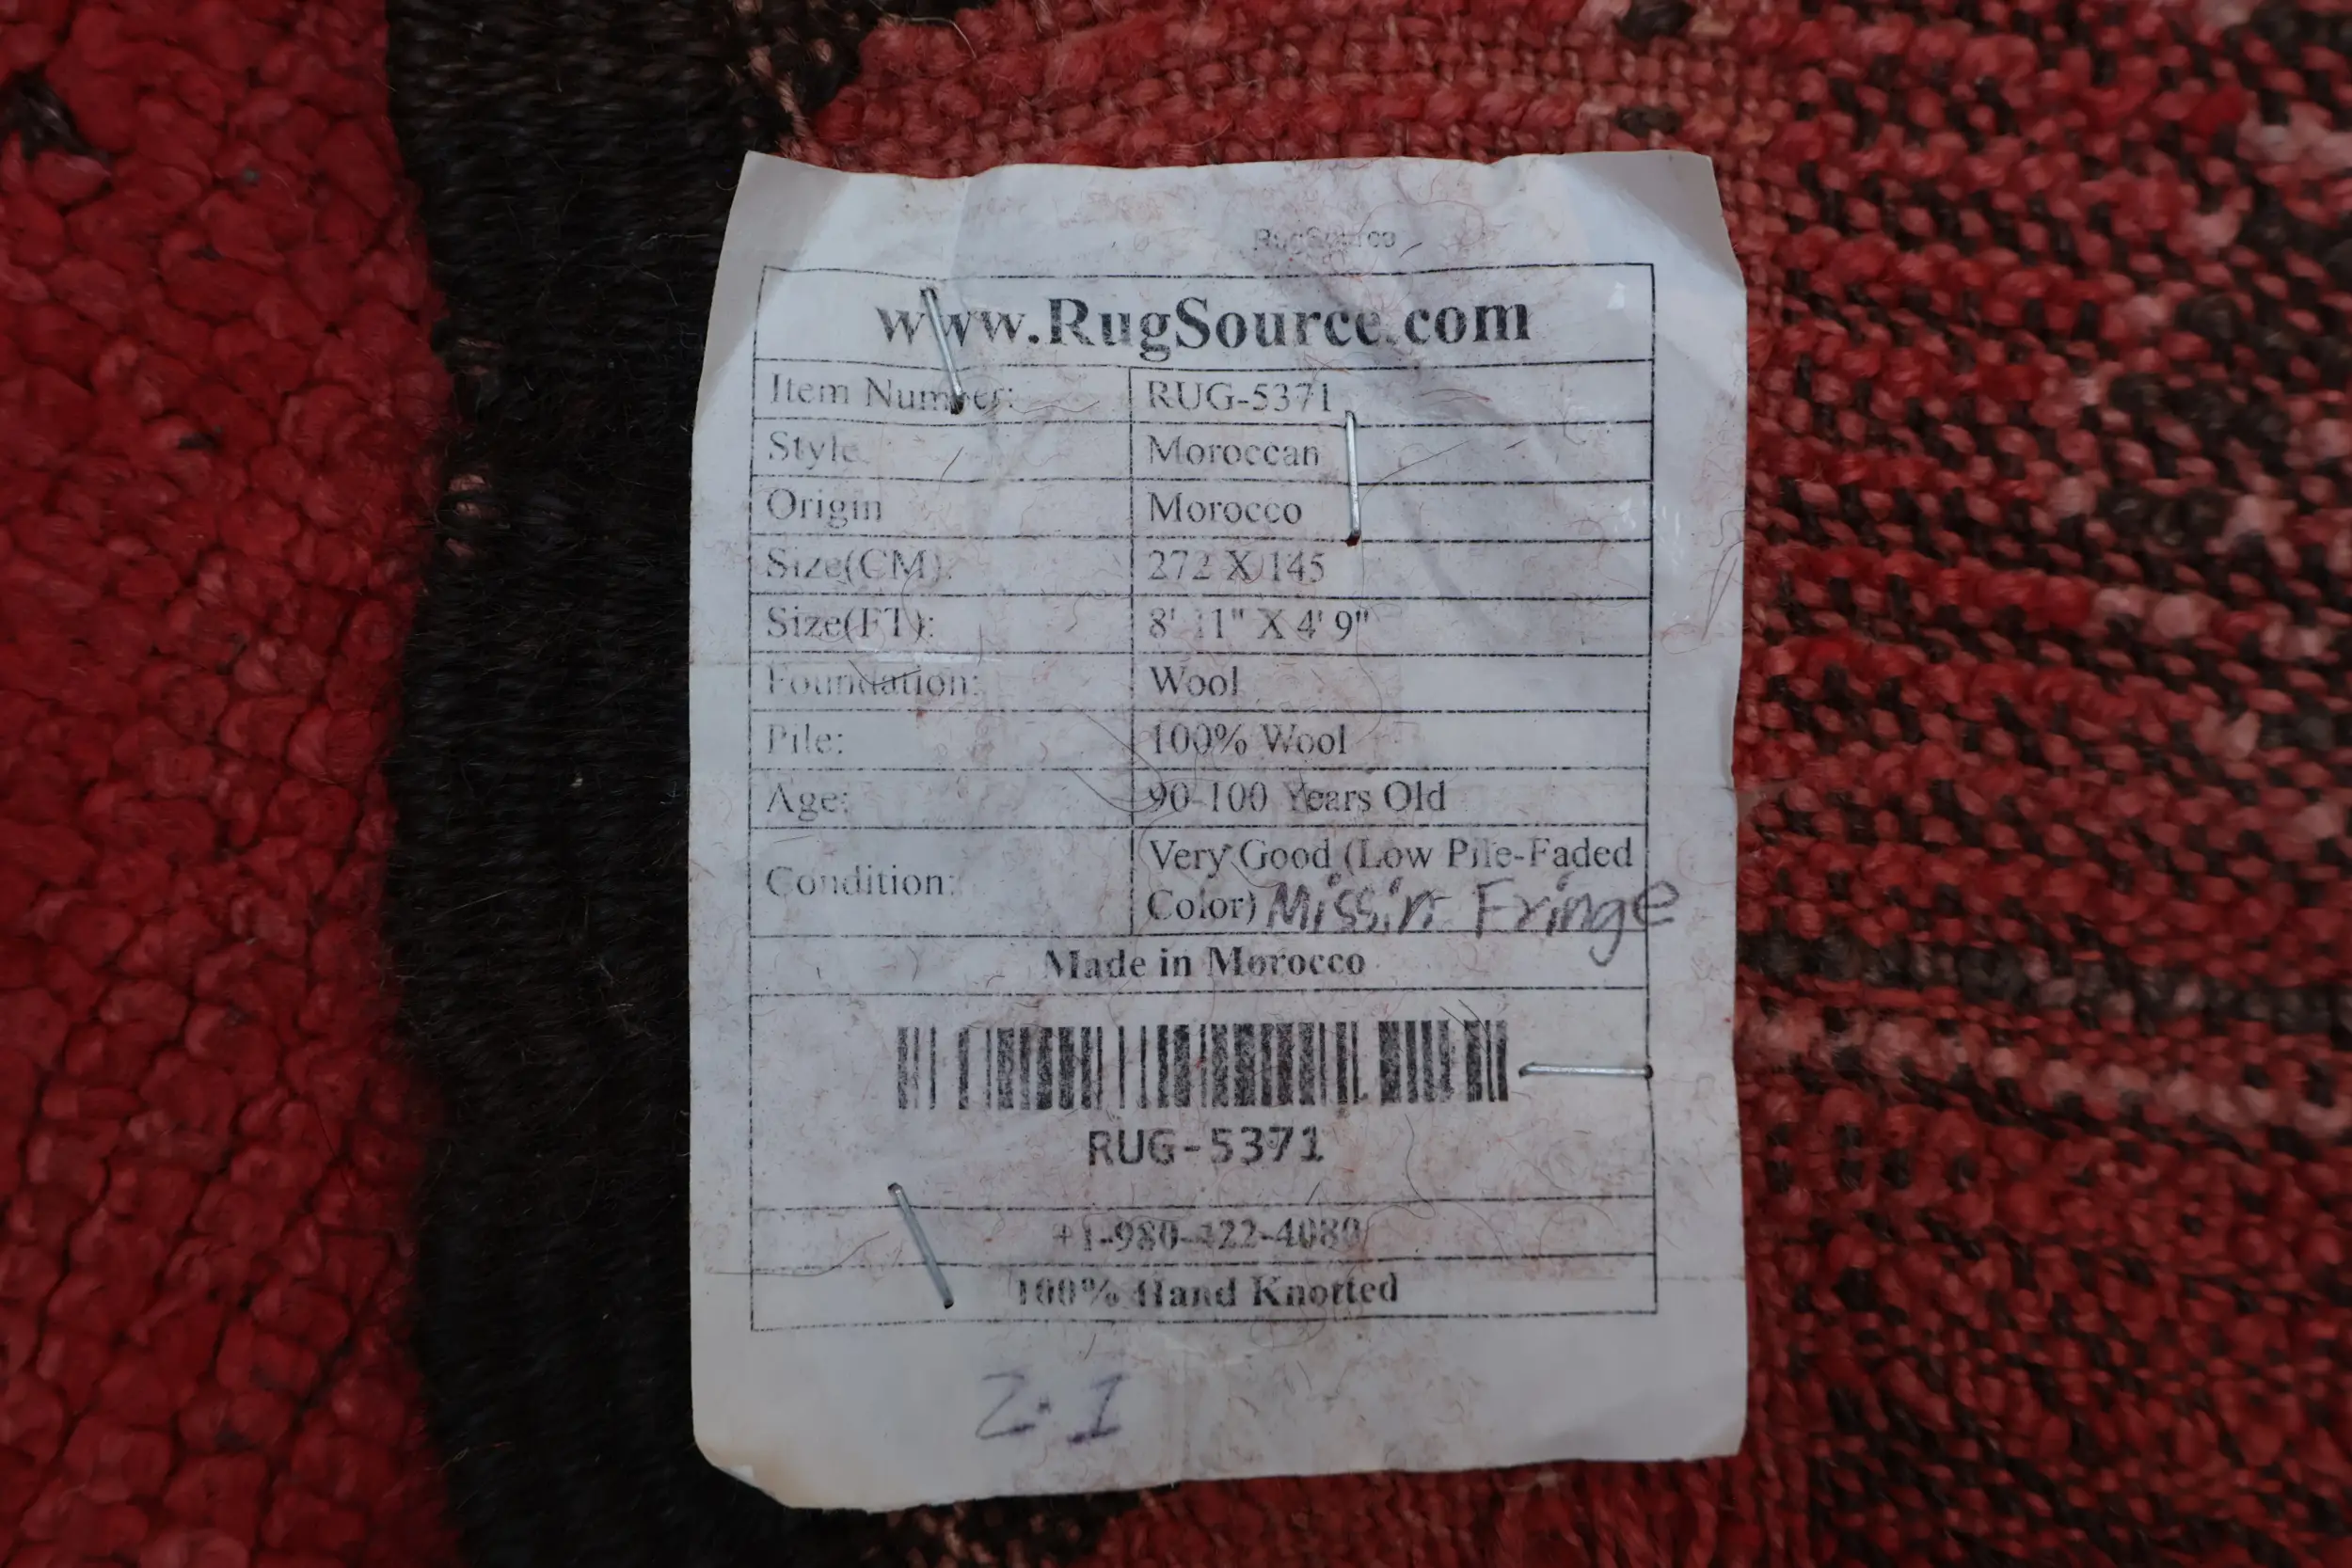 RugSource
www.RugSource.com
Item Number: RUG-5371
Style: Moroccan
Origin Morocco
Size(CM): 272 X 145
Size(FT): 8' 11" X 4' 9"
Foundation: Wool
Pile: 100% Wool
Age: 90-100 Years Old
Condition: Very Good (Low Pile-Faded
Color) Missin Fringe
Made in Morocco
RUG-5371
+1-980-422-4080
100% Hand Knotted
Z-I